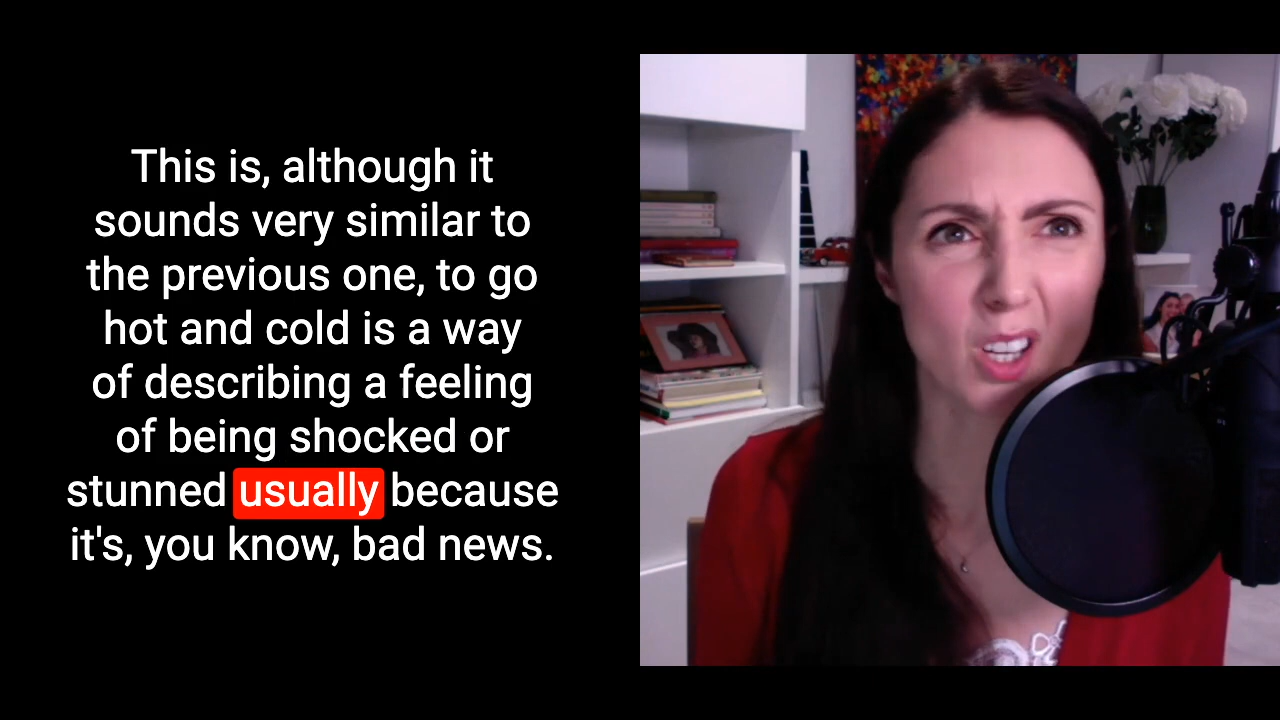 This is, although it
sounds very similar to
the previous one, to go
hot and cold is a way
of describing a feeling
of being shocked or
stunned usually because
it's, you know, bad news.